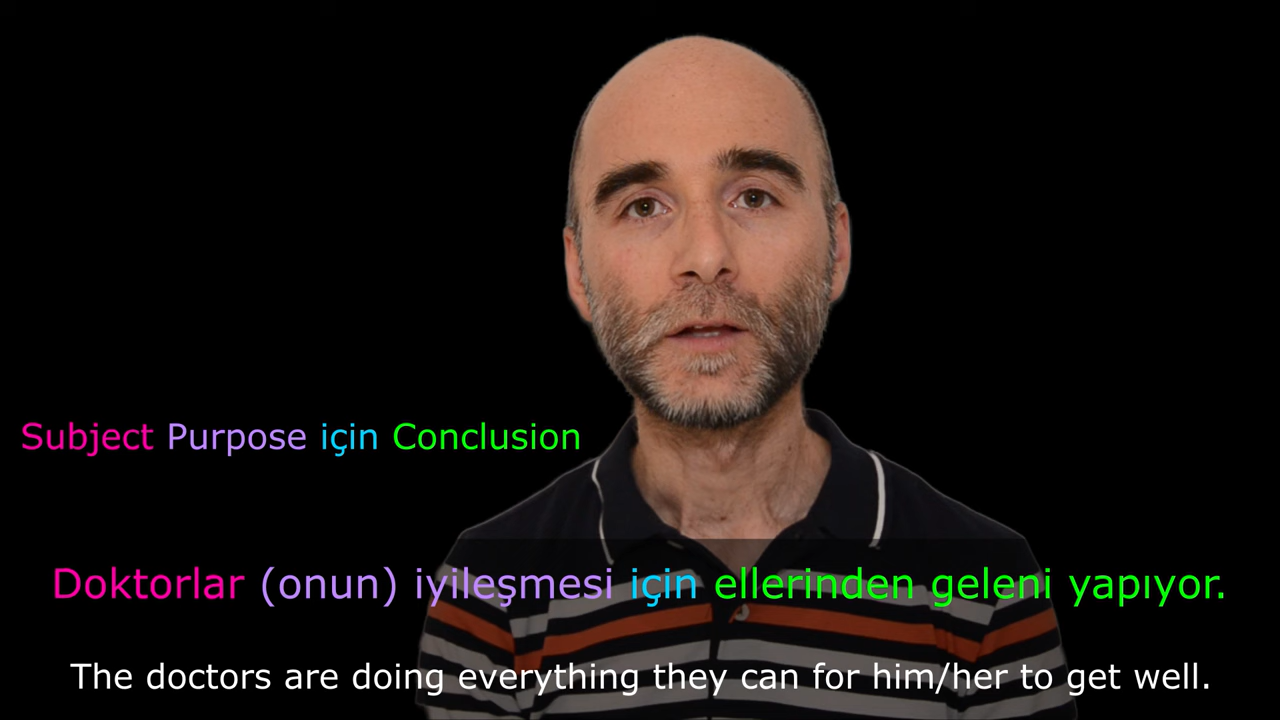 Subject Purpose için Conclusion
Doktorlar (onun) iyileşmesi için ellerinden geleni yapıyor.
The doctors are doing everything they can for him/her to get well.